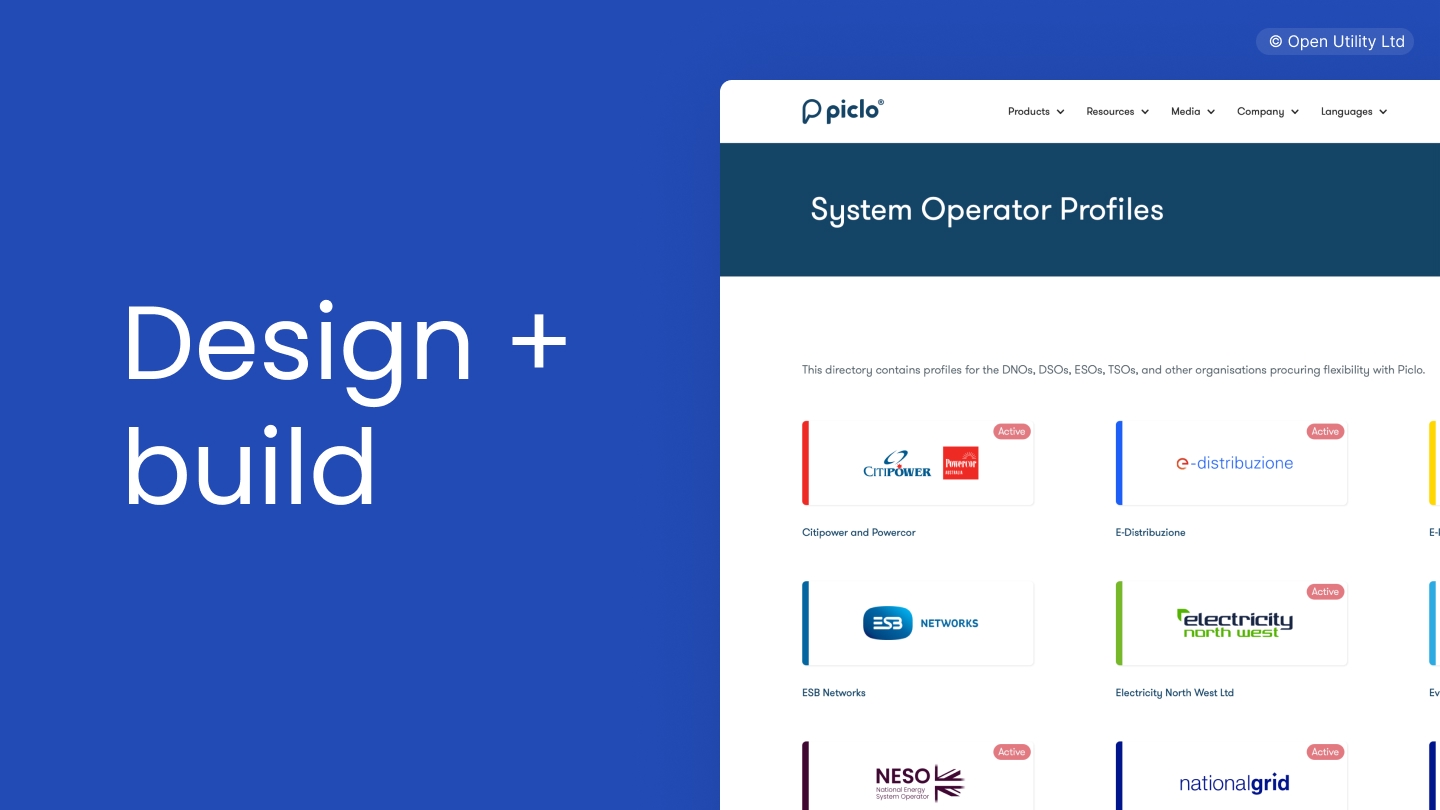 © Open Utility Ltd
piclo®
Products
Resources
Media
Company
Languages
System Operator Profiles
Design +
build
This directory contains profiles for the DNOs, DSOs, ESOs, TSOs, and other organisations procuring flexibility with Piclo.
Active
CITIPOWER
Powercor
AUSTRALIA
Citipower and Powercor
Active
e-distribuzione
E-Distribuzione
ESB NETWORKS
ESB Networks
Active
electricity
north west
Electricity North West Ltd
Ev
Active
NESO
National Energy
System Operator
Active
nationalgrid